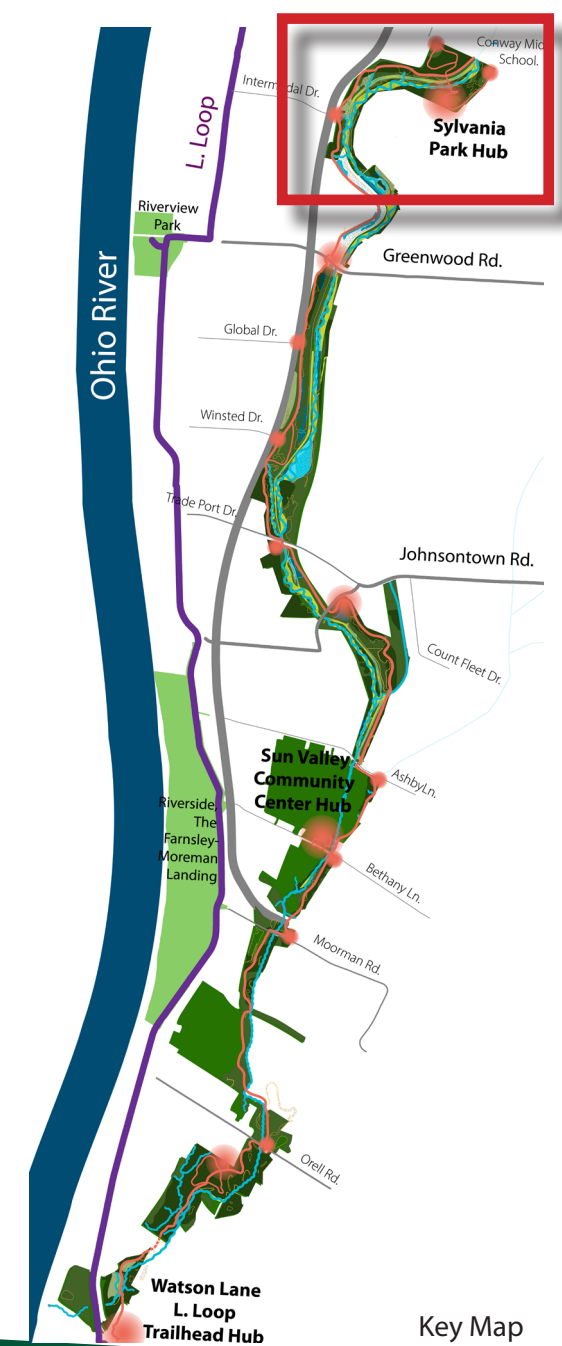 Conway Mid
School.
Intermodal Dr.
L. Loop
Sylvania
Park Hub
Riverview
Park
Greenwood Rd.
Ohio River
Global Dr.
Winsted Dr.
Trade Port Dr.
Johnsontown Rd.
Count Fleet Dr.
Sun Valley
Community
Center Hub
AshbyLn.
Riverside,
The
Farnsley-
Moreman
Landing
Bethany Ln.
Moorman Rd.
Orell Rd.
Watson Lane
L. Loop
Trailhead Hub
Key Map